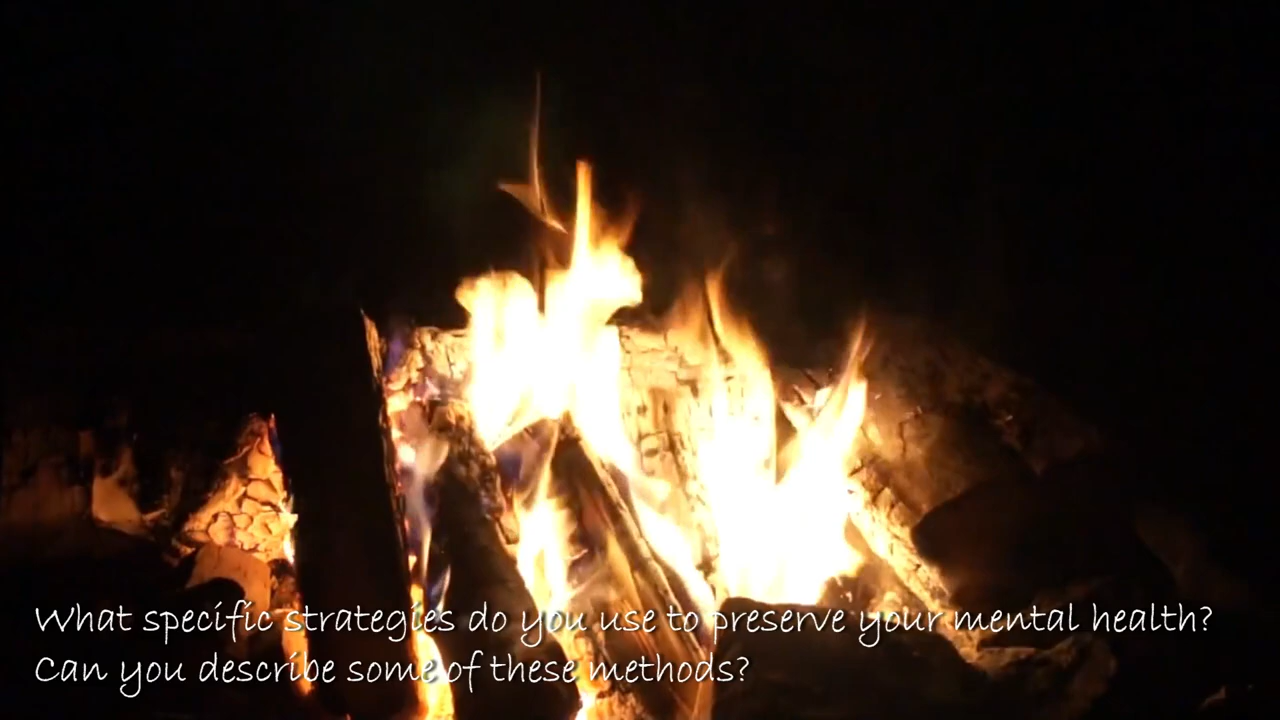 What specific strategies do you use to preserve your mental health?
Can you describe some of these methods?